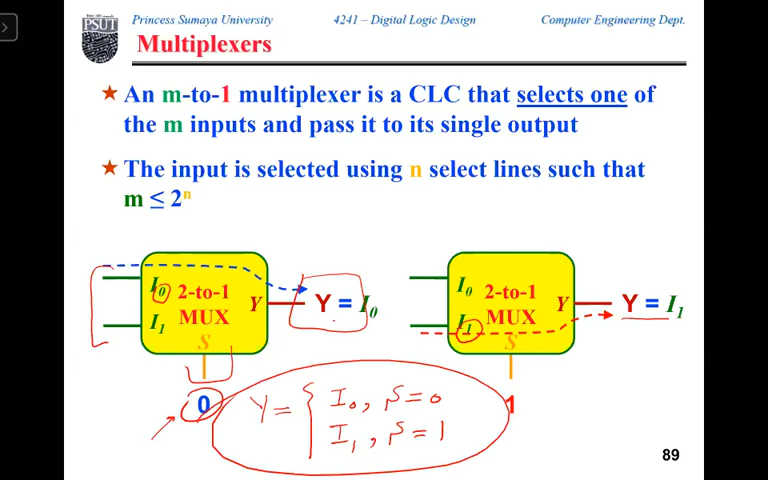 PSUT
Princess Sumaya University 4241 – Digital Logic Design Computer Engineering Dept.
Multiplexers
★ An m-to-1 multiplexer is a CLC that selects one of
the m inputs and pass it to its single output
★ The input is selected using n select lines such that
m ≤ 2ⁿ
I₀ 2-to-1 MUX Y Y = I₀
I₁ S
0
I₀ 2-to-1 MUX Y Y = I₁
I₁ S
1
Y = { I₀, S = 0
I₁, S = 1
89